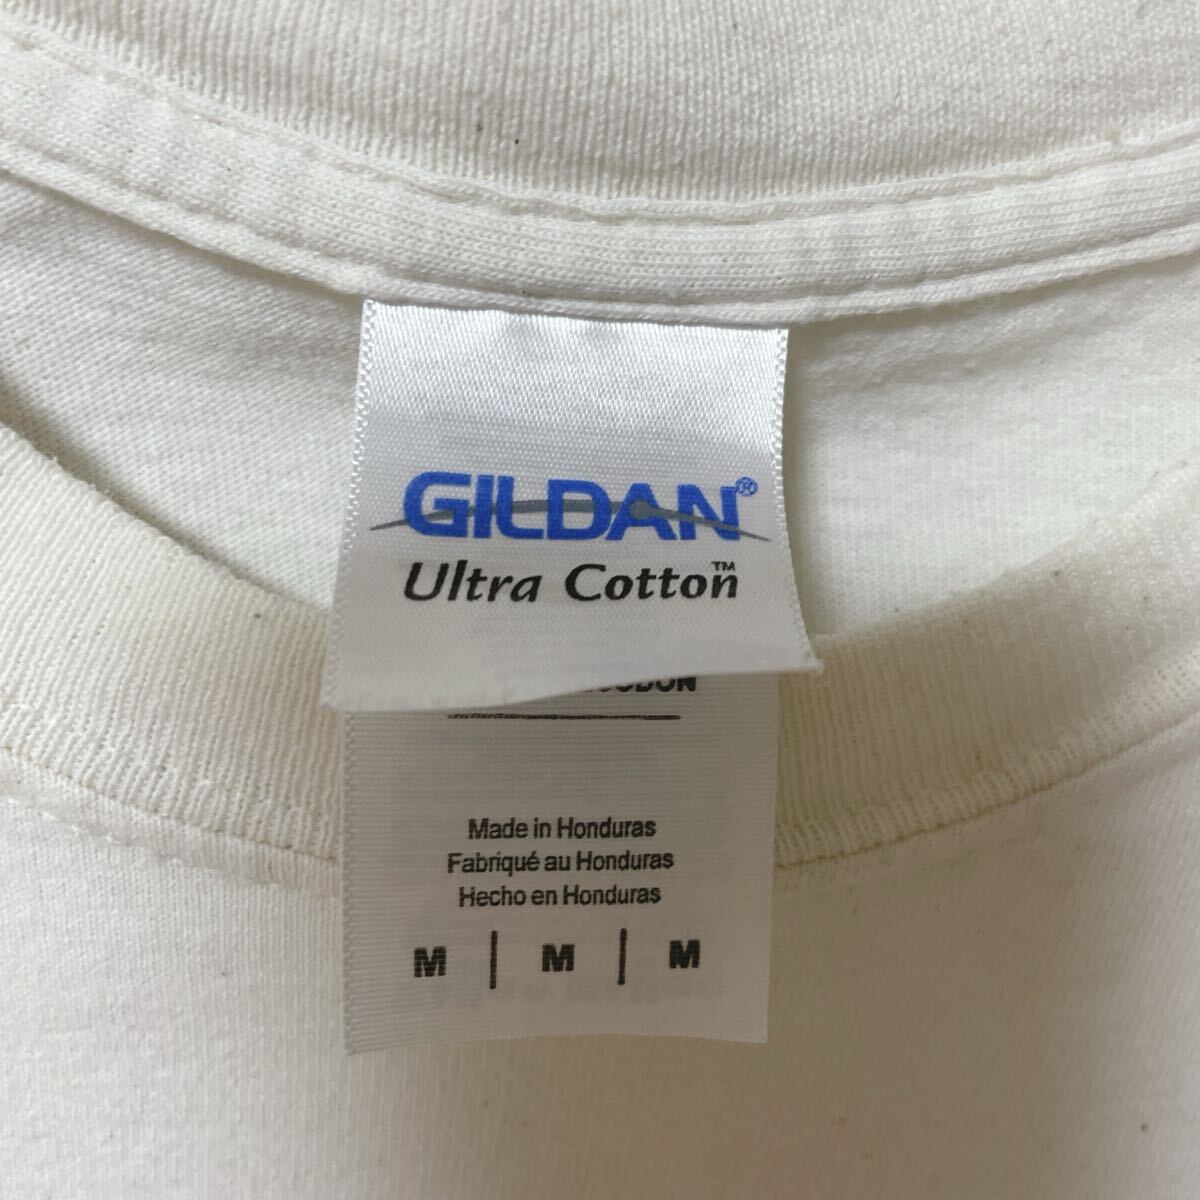 GILDAN®
Ultra Cotton™
Made in Honduras
Fabriqué au Honduras
Hecho en Honduras
M | M | M